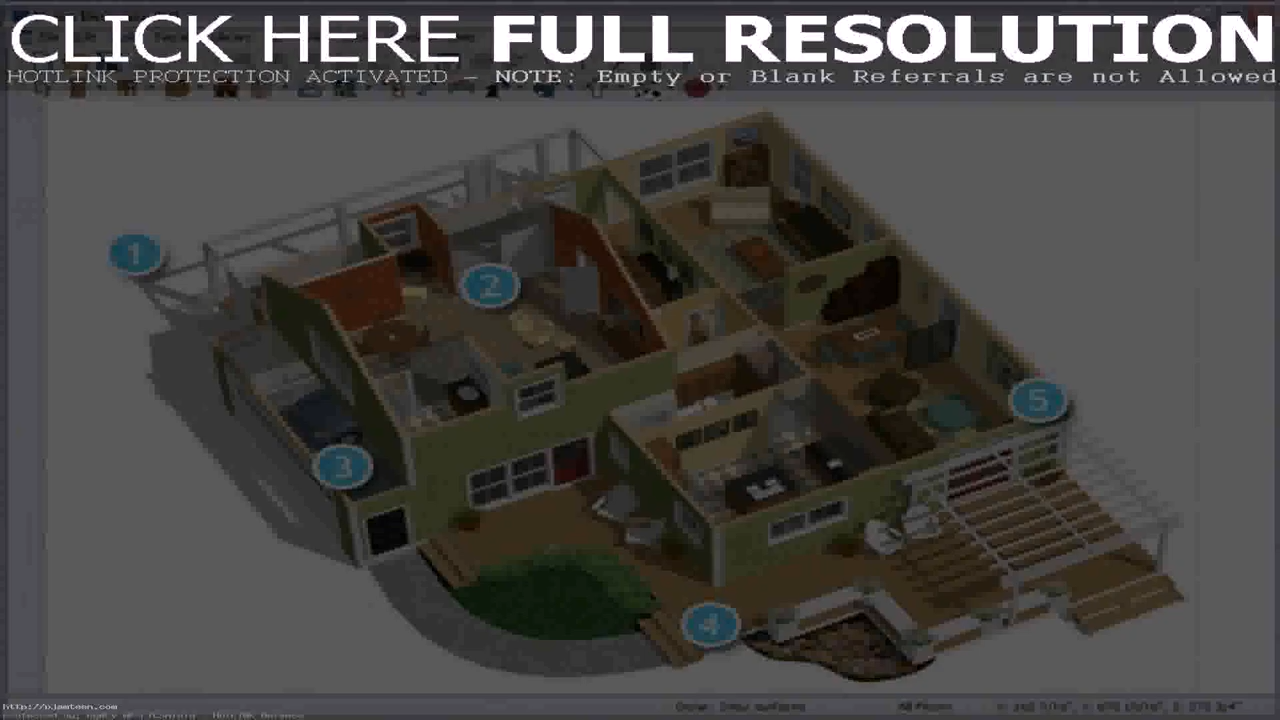 CLICK HERE FULL RESOLUTION
HOTLINK PROTECTION ACTIVATED – NOTE: Empty or Blank Referrals are not Allowed
1
2
3
5
4